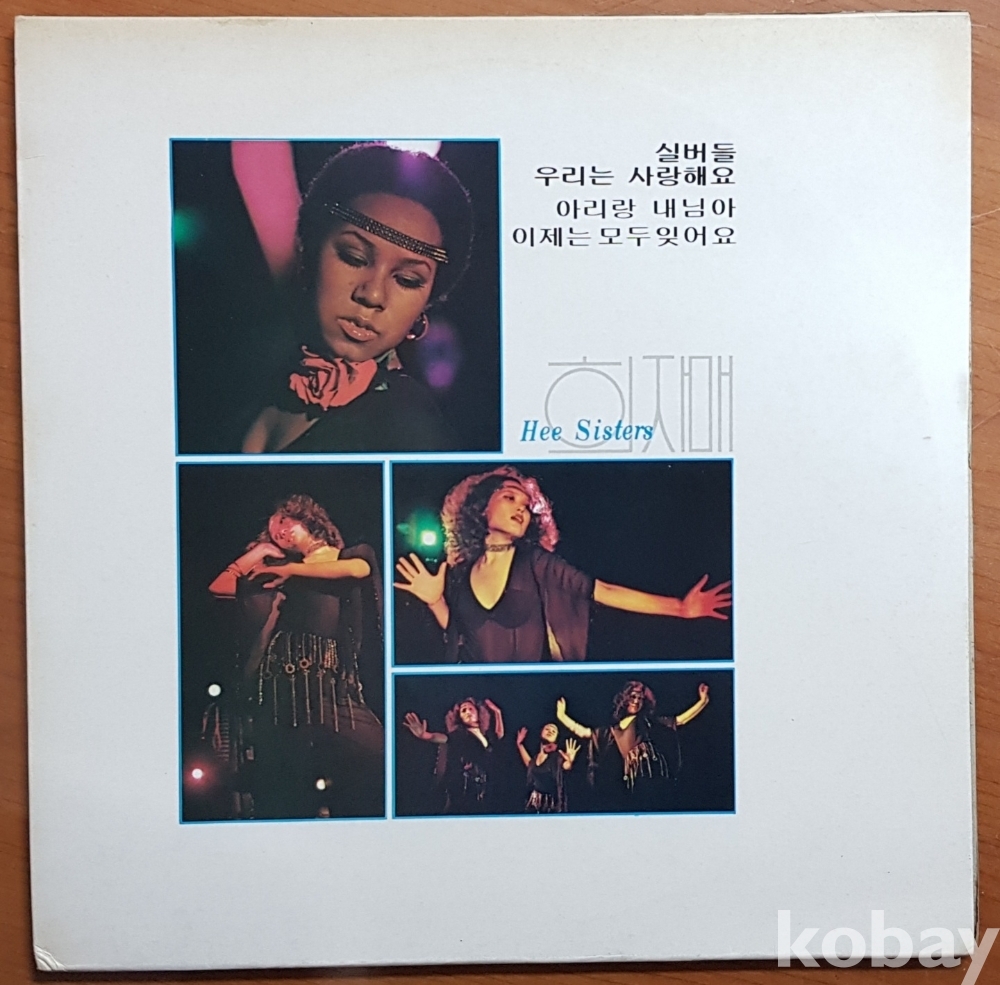 실버들
우리는 사랑해요
아리랑 내님아
이제는 모두 잊어요
희자매
Hee Sisters
kobay